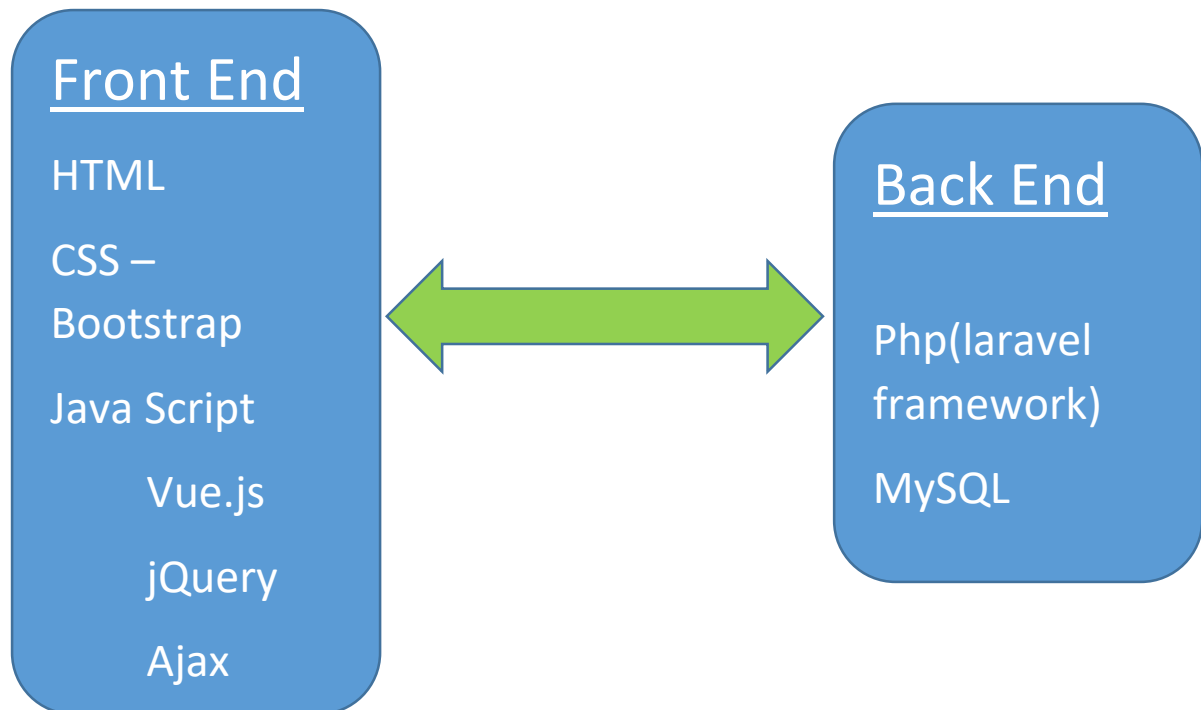 Front End
HTML
CSS –
Bootstrap
Java Script
Vue.js
jQuery
Ajax
Back End
Php(laravel
framework)
MySQL